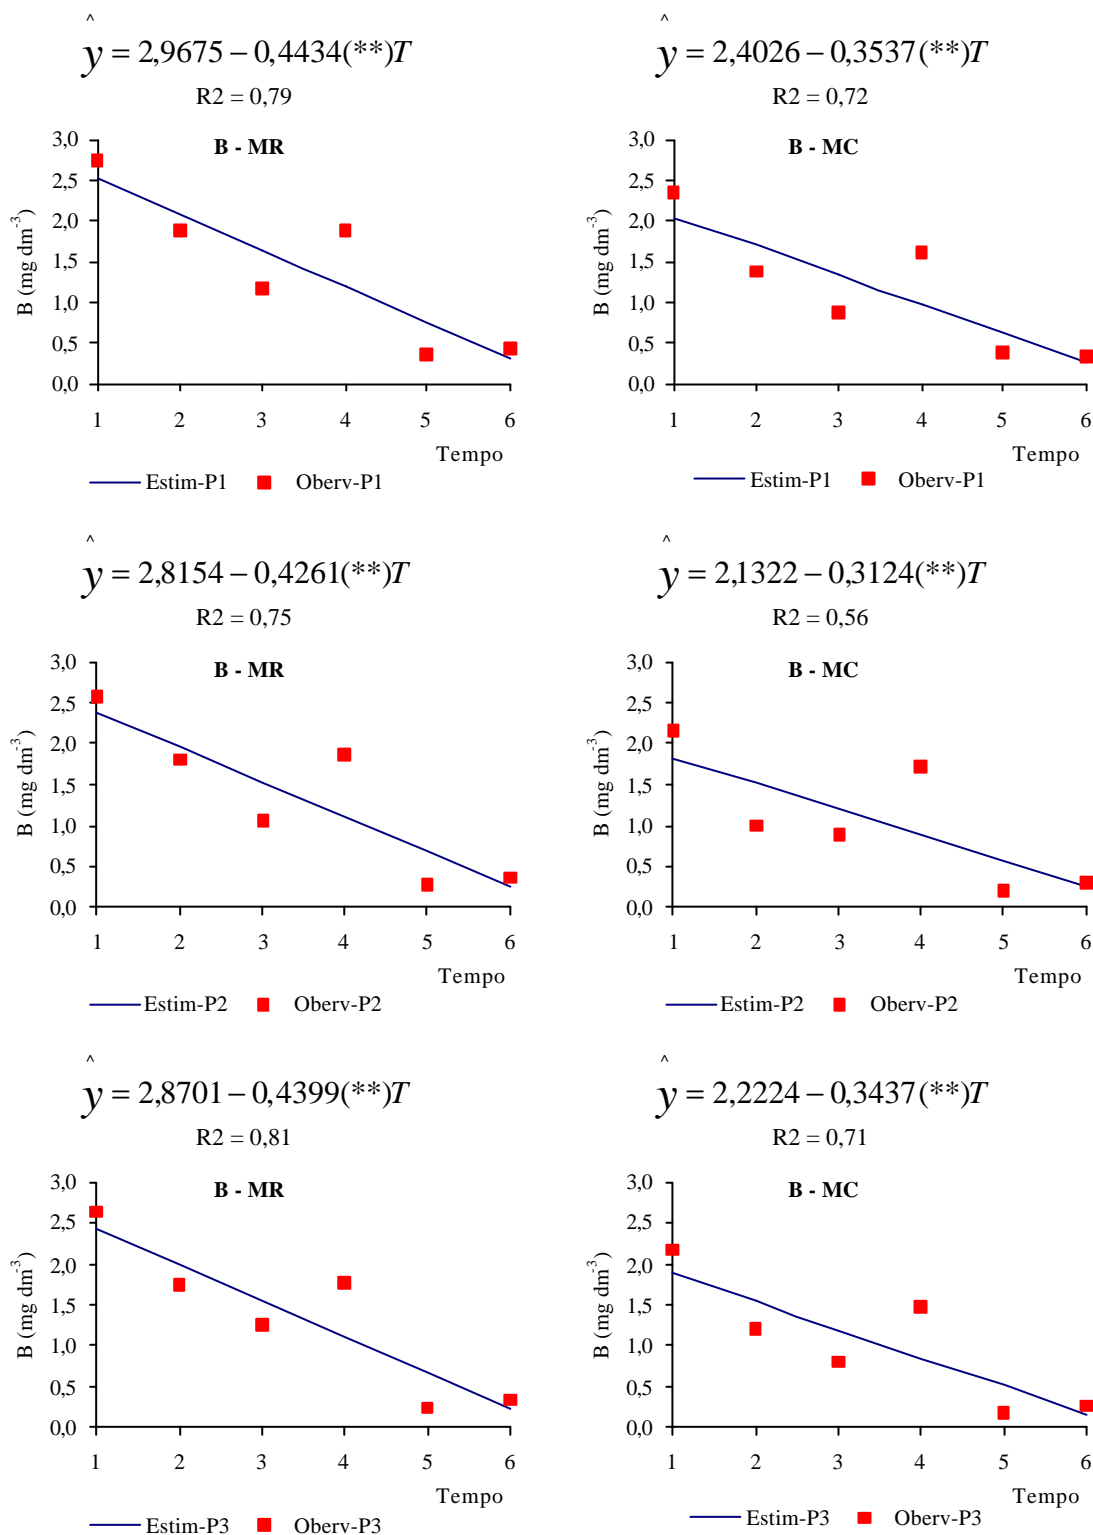 ^
y = 2,9675 – 0,4434(**)T
R2 = 0,79
B - MR
3,0
2,5
2,0
1,5
1,0
0,5
0,0
B (mg dm-3)
1 2 3 4 5 6
Tempo
Estim-P1 Oberv-P1
^
y = 2,4026 – 0,3537(**)T
R2 = 0,72
B - MC
3,0
2,5
2,0
1,5
1,0
0,5
0,0
B (mg dm-3)
1 2 3 4 5 6
Tempo
Estim-P1 Oberv-P1
^
y = 2,8154 – 0,4261(**)T
R2 = 0,75
B - MR
3,0
2,5
2,0
1,5
1,0
0,5
0,0
B (mg dm-3)
1 2 3 4 5 6
Tempo
Estim-P2 Oberv-P2
^
y = 2,1322 – 0,3124(**)T
R2 = 0,56
B - MC
3,0
2,5
2,0
1,5
1,0
0,5
0,0
B (mg dm-3)
1 2 3 4 5 6
Tempo
Estim-P2 Oberv-P2
^
y = 2,8701 – 0,4399(**)T
R2 = 0,81
B - MR
3,0
2,5
2,0
1,5
1,0
0,5
0,0
B (mg dm-3)
1 2 3 4 5 6
Tempo
Estim-P3 Oberv-P3
^
y = 2,2224 – 0,3437(**)T
R2 = 0,71
B - MC
3,0
2,5
2,0
1,5
1,0
0,5
0,0
B (mg dm-3)
1 2 3 4 5 6
Tempo
Estim-P3 Oberv-P3